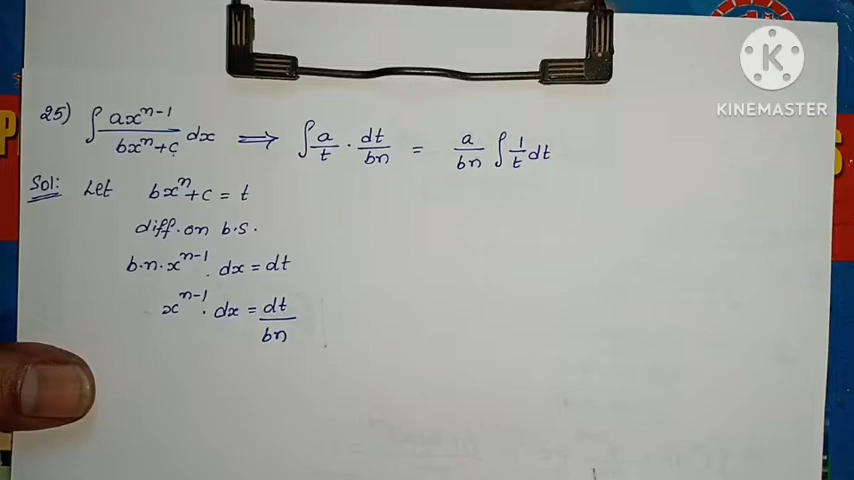 KINEMASTER
25) ∫ ax^(n-1) / (bx^n + c) dx ⟹ ∫ a/t · dt/bn = a/bn ∫ 1/t dt
Sol: Let bx^n + c = t
diff. on b.s.
b.n.x^(n-1) . dx = dt
x^(n-1) . dx = dt/bn